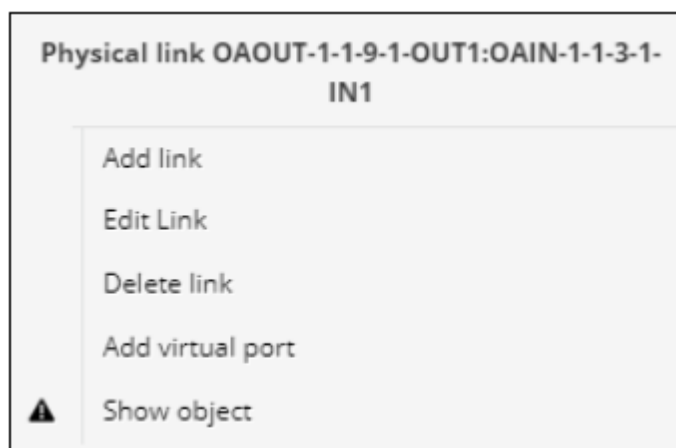 Physical link OAOUT-1-1-9-1-OUT1:OAIN-1-1-3-1-
IN1
Add link
Edit Link
Delete link
Add virtual port
Show object